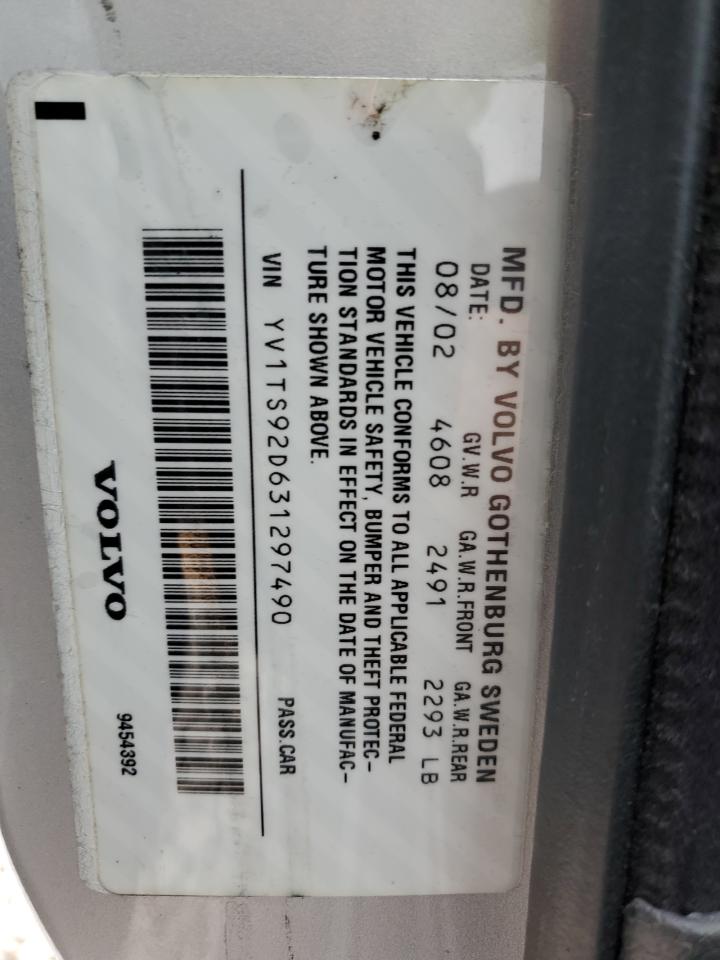 MFD. BY VOLVO GOTHENBURG SWEDEN
DATE: GV.W.R GA.W.R.FRONT GA.W.R.REAR
08/02 4608 2491 2293 LB
THIS VEHICLE CONFORMS TO ALL APPLICABLE FEDERAL
MOTOR VEHICLE SAFETY, BUMPER AND THEFT PROTEC-
TION STANDARDS IN EFFECT ON THE DATE OF MANUFAC-
TURE SHOWN ABOVE.
VIN YV1TS92D631297490 PASS.CAR
VOLVO
9454392